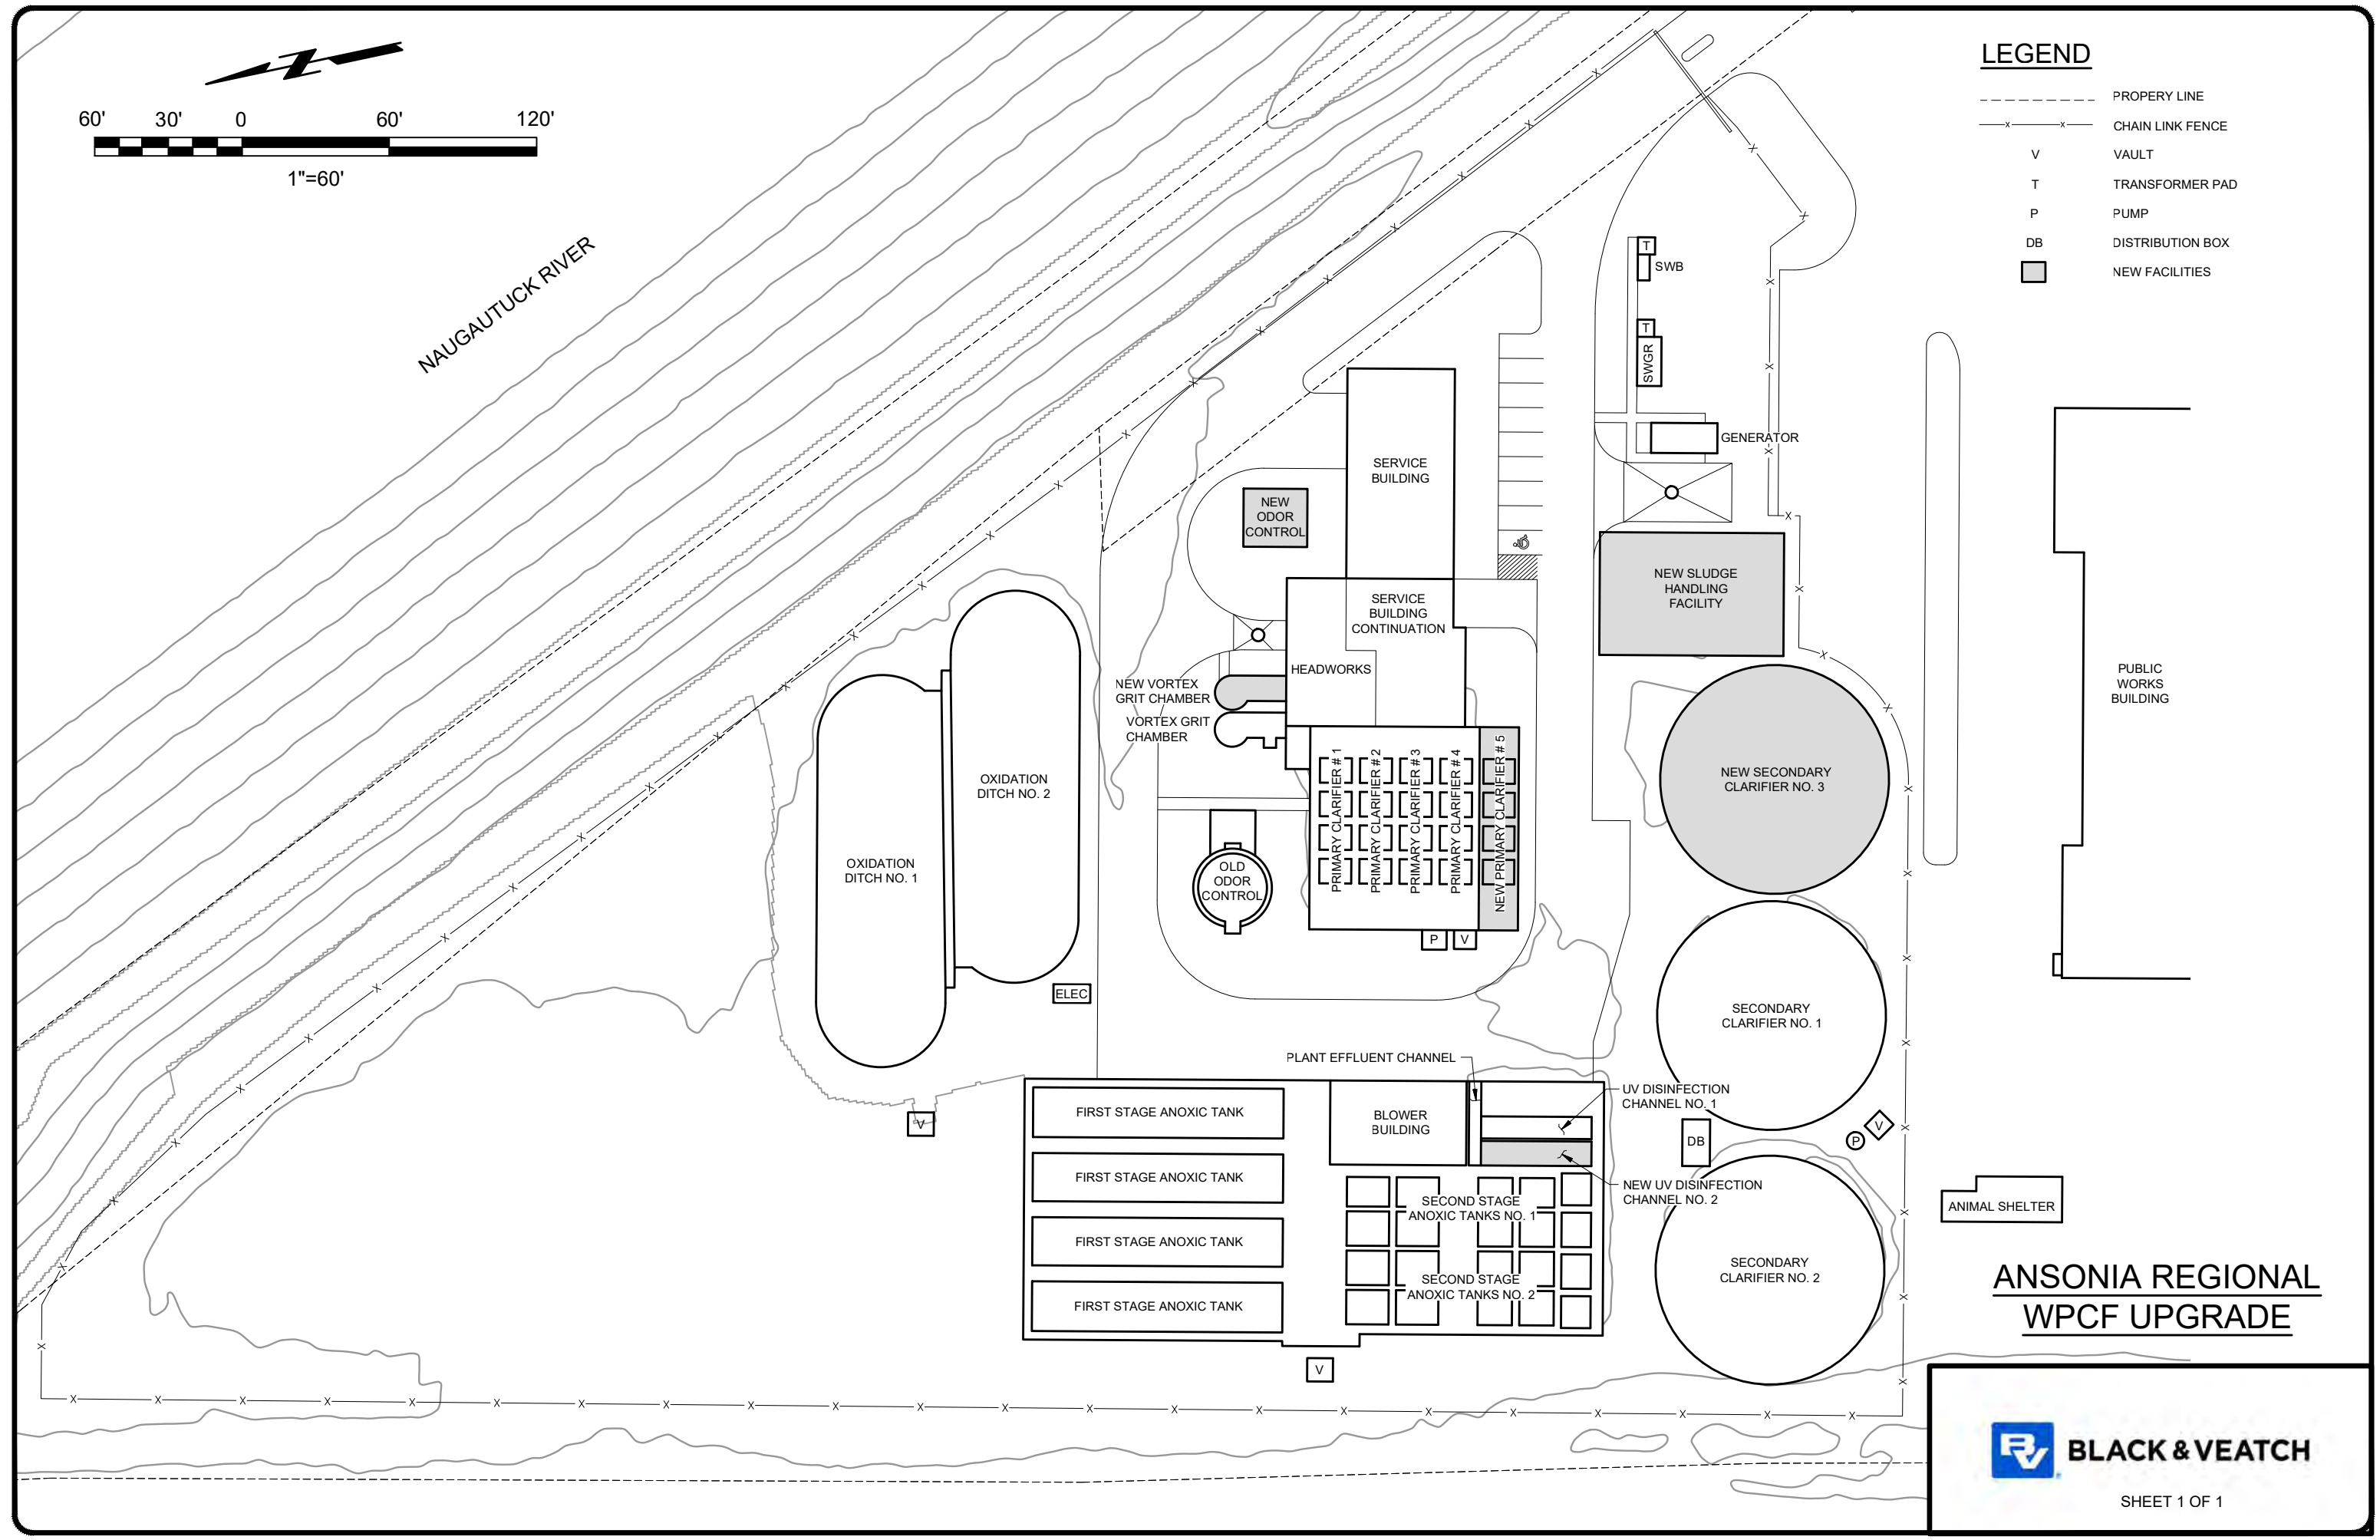 60' 30' 0 60' 120'
1"=60'
NAUGAUTUCK RIVER
LEGEND
PROPERY LINE
X X CHAIN LINK FENCE
V VAULT
T TRANSFORMER PAD
P PUMP
DB DISTRIBUTION BOX
NEW FACILITIES
T
SWB
T
SWGR
GENERATOR
SERVICE
BUILDING
NEW
ODOR
CONTROL
NEW SLUDGE
HANDLING
FACILITY
SERVICE
BUILDING
CONTINUATION
HEADWORKS
NEW VORTEX
GRIT CHAMBER
VORTEX GRIT
CHAMBER
PUBLIC
WORKS
BUILDING
OXIDATION
DITCH NO. 2
OXIDATION
DITCH NO. 1
PRIMARY CLARIFIER # 1
PRIMARY CLARIFIER #2
PRIMARY CLARIFIER # 3
PRIMARY CLARIFIER # 4
NEW PRIMARY CLARIFIER # 5
NEW SECONDARY
CLARIFIER NO. 3
OLD
ODOR
CONTROL
P V
ELEC
SECONDARY
CLARIFIER NO. 1
PLANT EFFLUENT CHANNEL
UV DISINFECTION
CHANNEL NO. 1
FIRST STAGE ANOXIC TANK
BLOWER
BUILDING
V
DB
P
V
FIRST STAGE ANOXIC TANK
NEW UV DISINFECTION
CHANNEL NO. 2
SECOND STAGE
ANOXIC TANKS NO. 1
ANIMAL SHELTER
FIRST STAGE ANOXIC TANK
SECONDARY
CLARIFIER NO. 2
SECOND STAGE
ANOXIC TANKS NO. 2
FIRST STAGE ANOXIC TANK
V
ANSONIA REGIONAL
WPCF UPGRADE
BV
BLACK & VEATCH
SHEET 1 OF 1